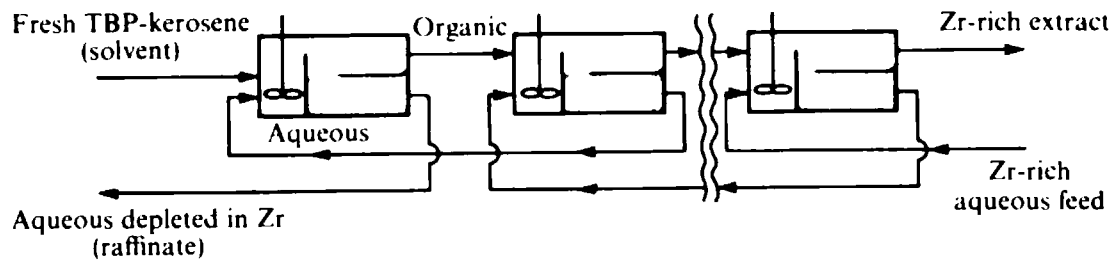 Fresh TBP-kerosene
(solvent)
Organic
Zr-rich extract
Aqueous
Zr-rich
aqueous feed
Aqueous depleted in Zr
(raffinate)